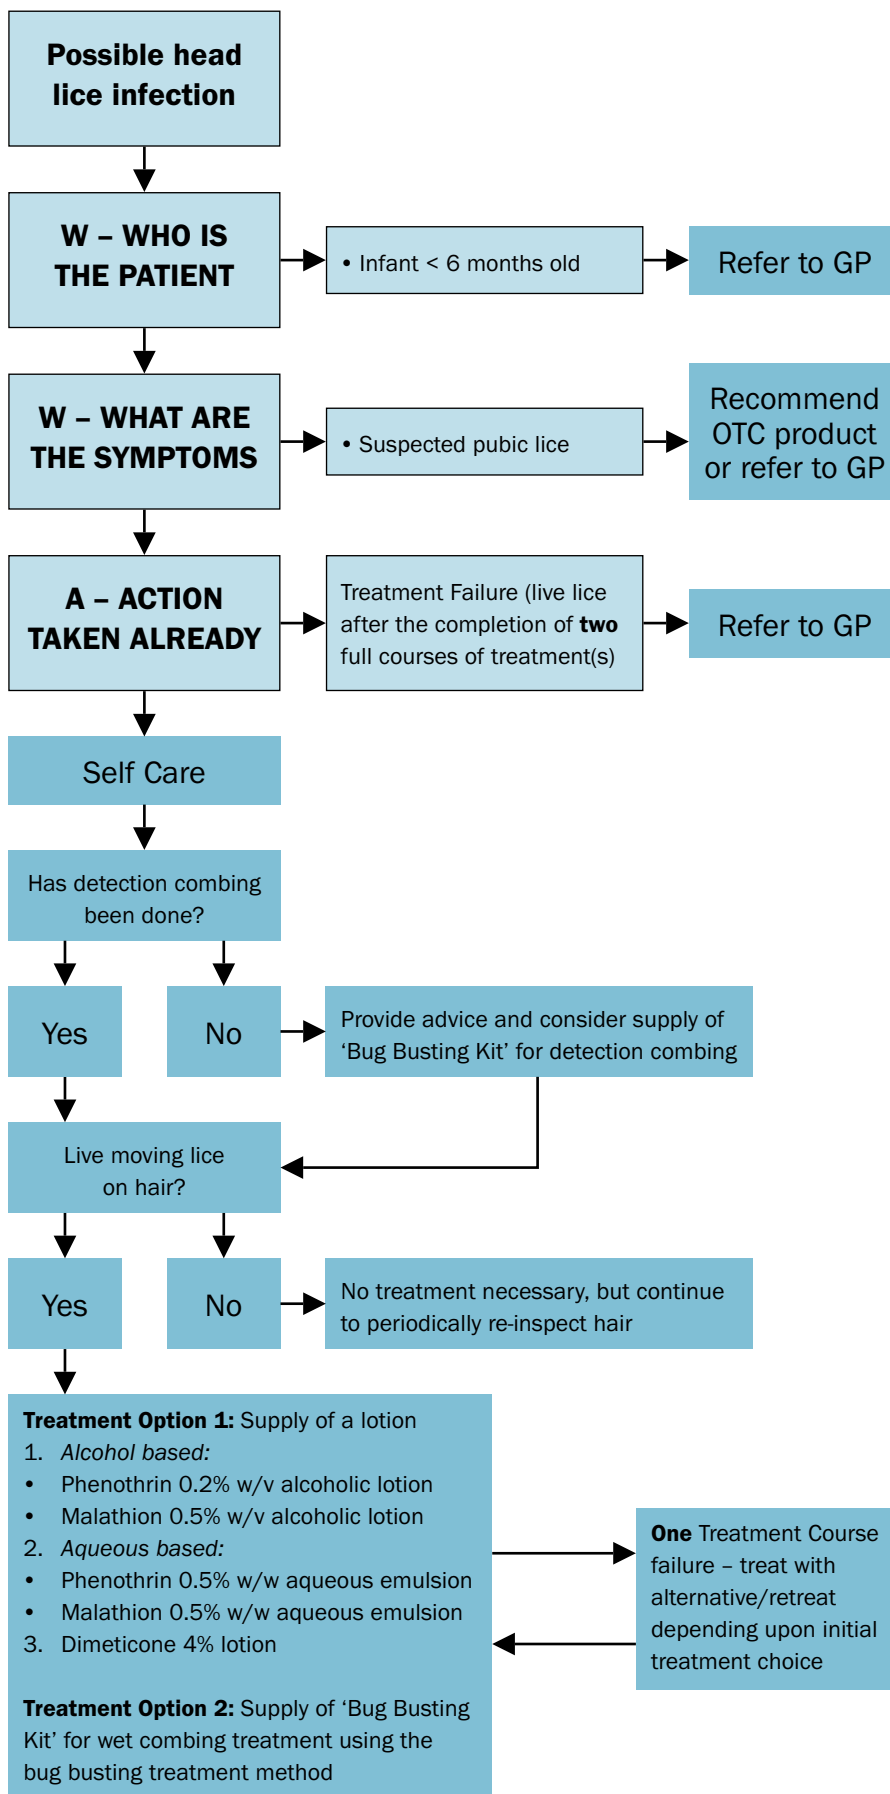 Possible head
lice infection
W – WHO IS
THE PATIENT
• Infant < 6 months old
Refer to GP
W – WHAT ARE
THE SYMPTOMS
• Suspected pubic lice
Recommend
OTC product
or refer to GP
A – ACTION
TAKEN ALREADY
Treatment Failure (live lice
after the completion of two
full courses of treatment(s)
Refer to GP
Self Care
Has detection combing
been done?
Yes
No
Provide advice and consider supply of
‘Bug Busting Kit’ for detection combing
Live moving lice
on hair?
Yes
No
No treatment necessary, but continue
to periodically re-inspect hair
Treatment Option 1: Supply of a lotion
1. Alcohol based:
• Phenothrin 0.2% w/v alcoholic lotion
• Malathion 0.5% w/v alcoholic lotion
2. Aqueous based:
• Phenothrin 0.5% w/w aqueous emulsion
• Malathion 0.5% w/w aqueous emulsion
3. Dimeticone 4% lotion
Treatment Option 2: Supply of ‘Bug Busting
Kit’ for wet combing treatment using the
bug busting treatment method
One Treatment Course
failure – treat with
alternative/retreat
depending upon initial
treatment choice